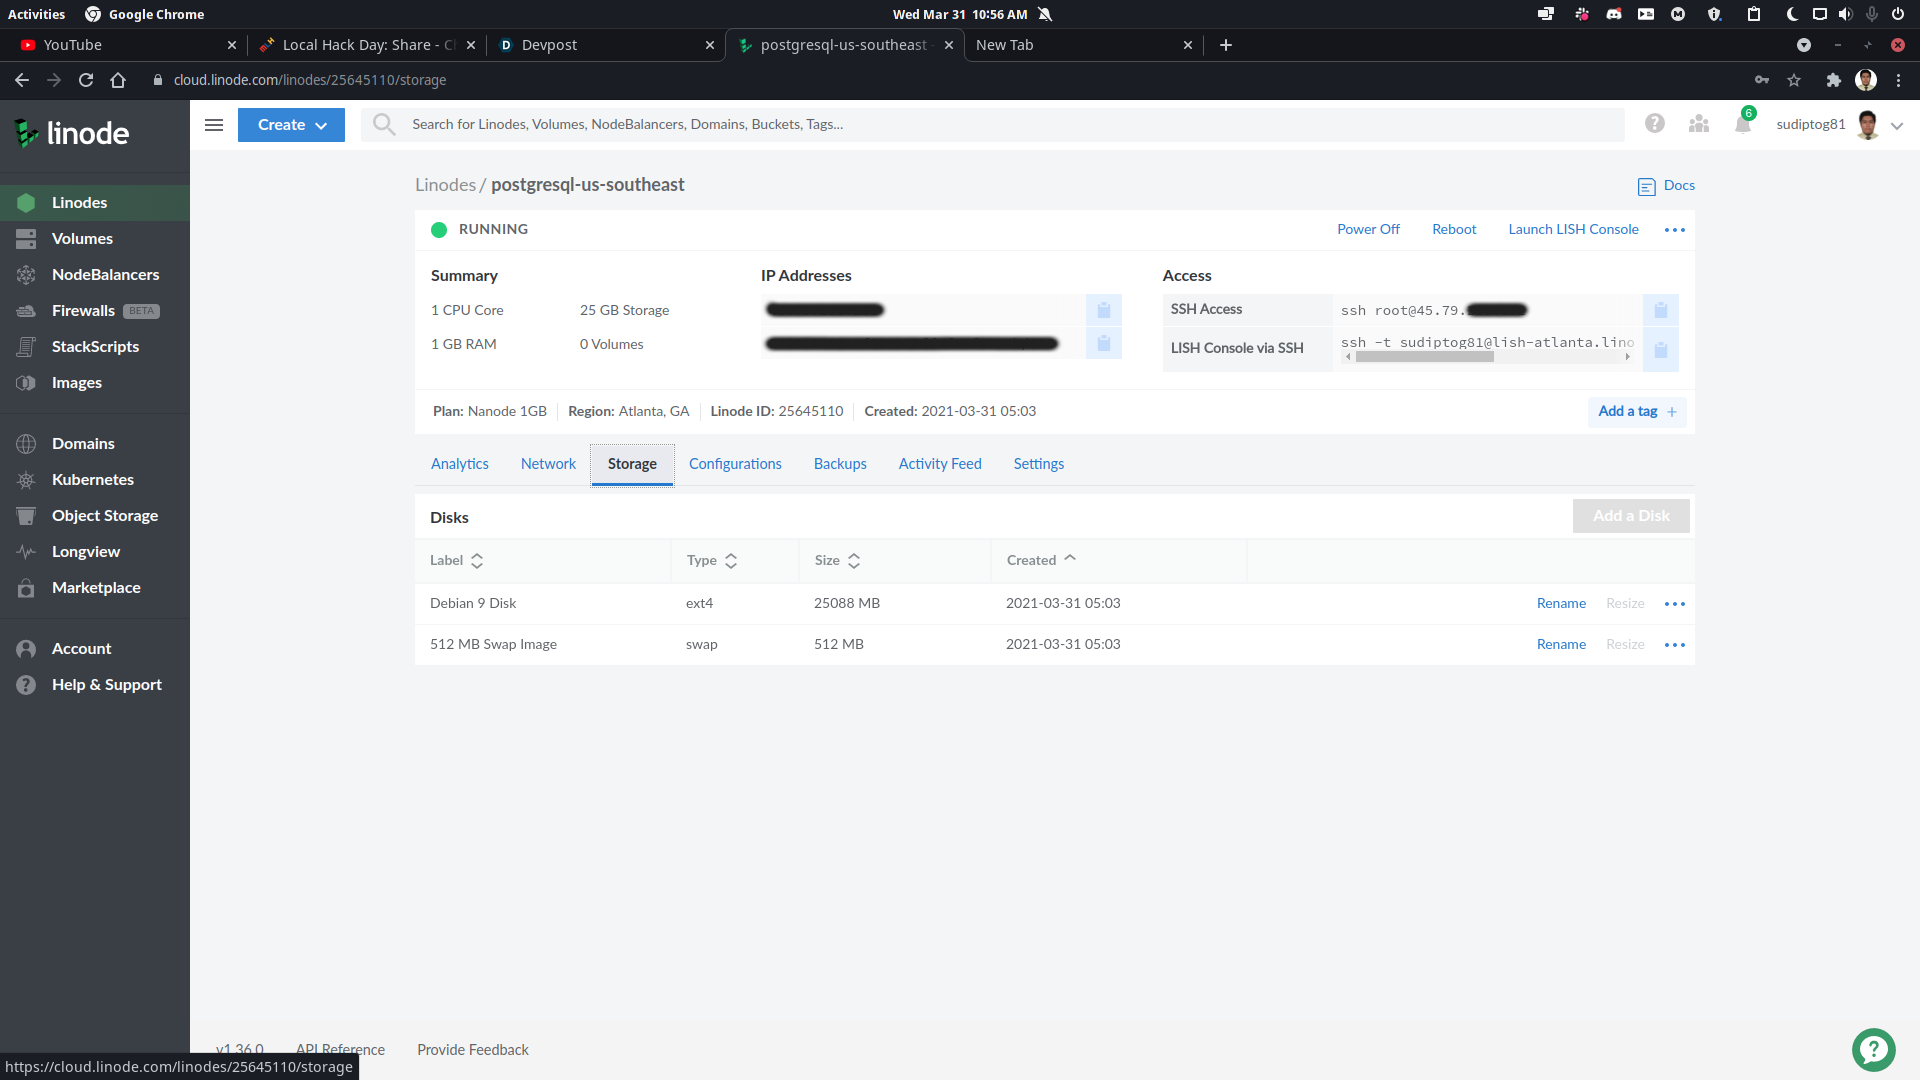 Activities Google Chrome Wed Mar 31 10:56 AM
YouTube Local Hack Day: Share - Devpost postgresql-us-southeast New Tab
cloud.linode.com/linodes/25645110/storage
linode Create Search for Linodes, Volumes, NodeBalancers, Domains, Buckets, Tags... 6 sudiptog81
Linodes
Volumes
NodeBalancers
Firewalls BETA
StackScripts
Images
Domains
Kubernetes
Object Storage
Longview
Marketplace
Account
Help & Support
Linodes / postgresql-us-southeast Docs
RUNNING Power Off Reboot Launch LISH Console
Summary IP Addresses Access
1 CPU Core 25 GB Storage SSH Access ssh root@45.79.
1 GB RAM 0 Volumes LISH Console via SSH ssh -t sudiptog81@lish-atlanta.lino
Plan: Nanode 1GB Region: Atlanta, GA Linode ID: 25645110 Created: 2021-03-31 05:03 Add a tag +
Analytics Network Storage Configurations Backups Activity Feed Settings
Disks Add a Disk
Label Type Size Created
Debian 9 Disk ext4 25088 MB 2021-03-31 05:03 Rename Resize
512 MB Swap Image swap 512 MB 2021-03-31 05:03 Rename Resize
v1.36.0 API Reference Provide Feedback
https://cloud.linode.com/linodes/25645110/storage